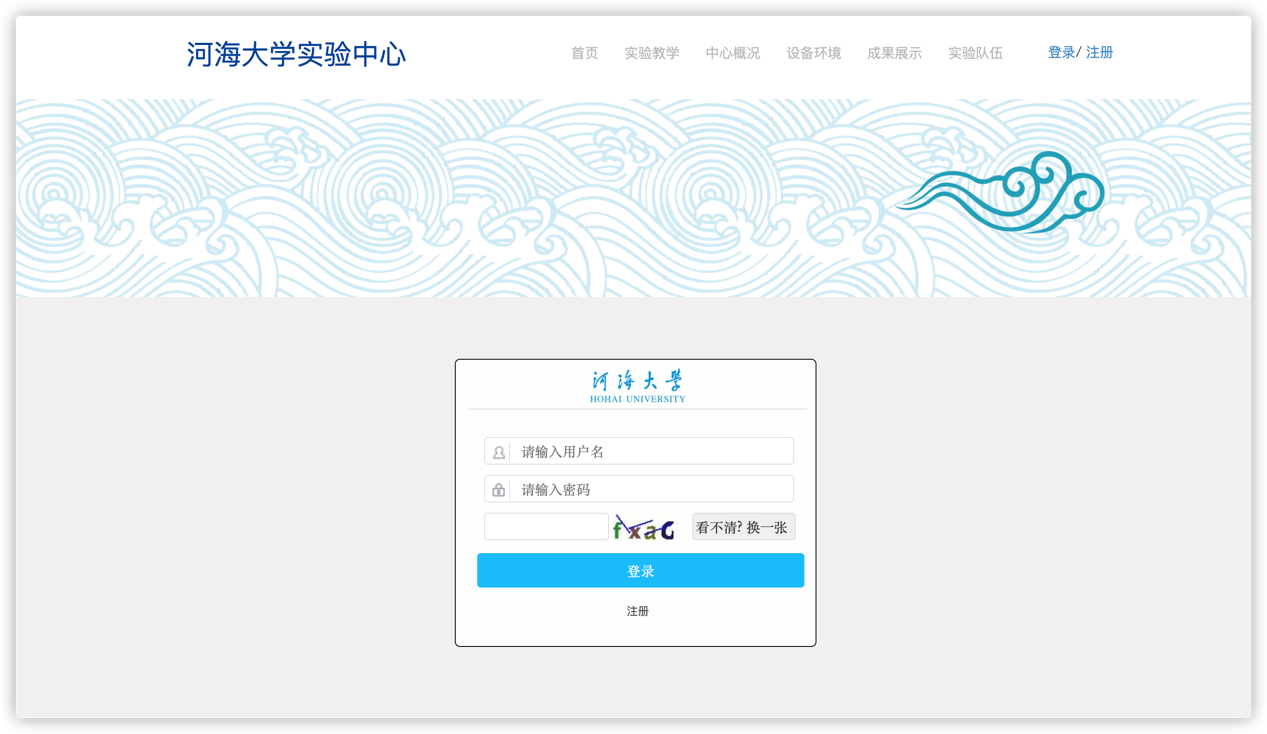 河海大学实验中心
首页 实验教学 中心概况 设备环境 成果展示 实验队伍 登录/ 注册
河海大學
HOHAI UNIVERSITY
请输入用户名
请输入密码
fxaG 看不清? 换一张
登录
注册